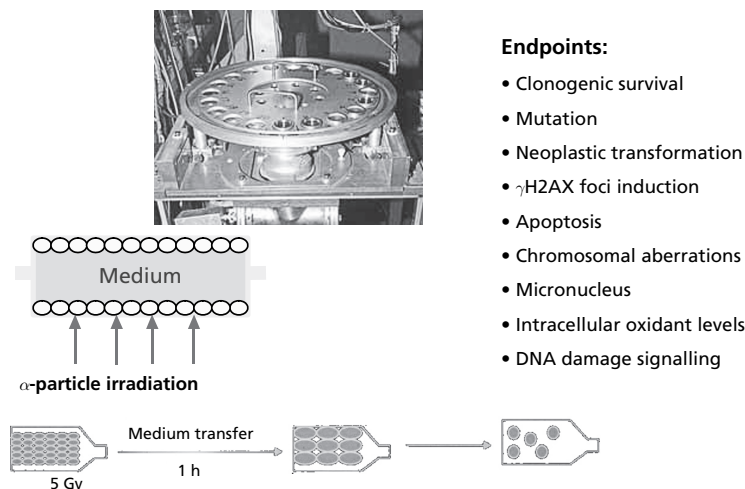 Endpoints:
• Clonogenic survival
• Mutation
• Neoplastic transformation
• γH2AX foci induction
• Apoptosis
• Chromosomal aberrations
• Micronucleus
• Intracellular oxidant levels
• DNA damage signalling
Medium
α-particle irradiation
Medium transfer
1 h
5 Gy